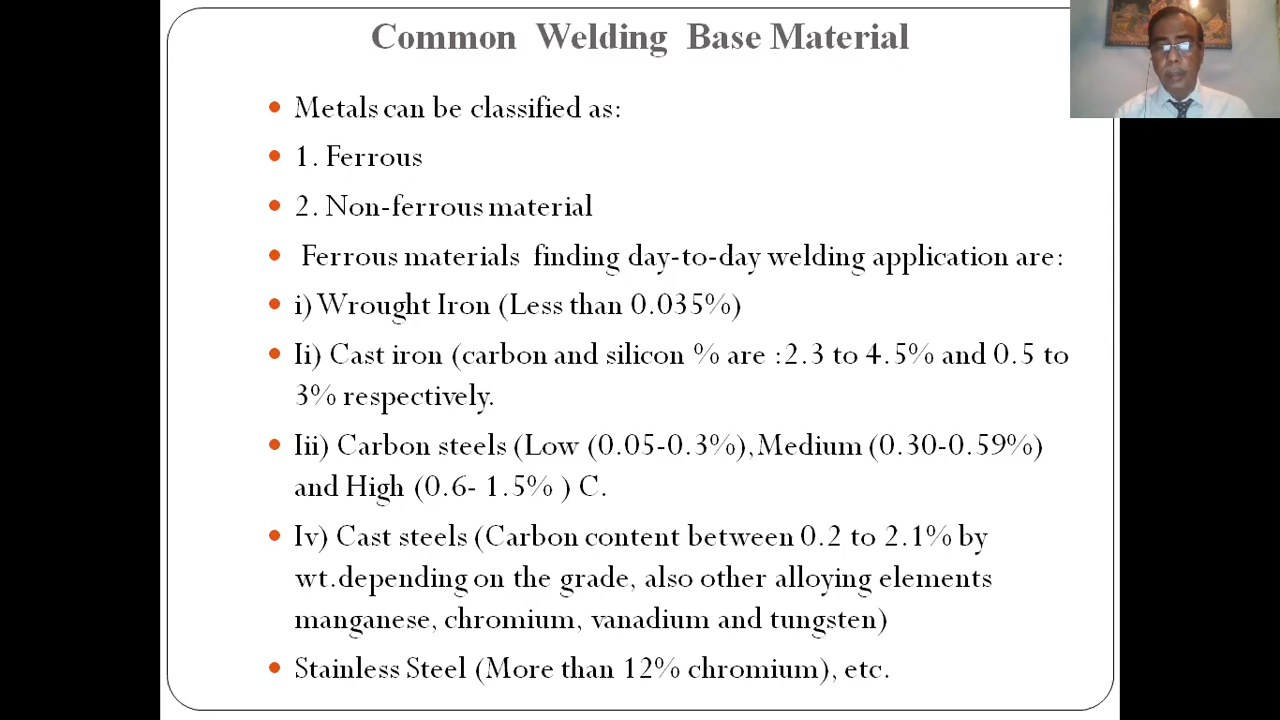 Common Welding Base Material
Metals can be classified as:
1. Ferrous
2. Non-ferrous material
Ferrous materials finding day-to-day welding application are:
i) Wrought Iron (Less than 0.035%)
Ii) Cast iron (carbon and silicon % are :2.3 to 4.5% and 0.5 to
3% respectively.
Iii) Carbon steels (Low (0.05-0.3%), Medium (0.30-0.59%)
and High (0.6- 1.5% ) C.
Iv) Cast steels (Carbon content between 0.2 to 2.1% by
wt.depending on the grade, also other alloying elements
manganese, chromium, vanadium and tungsten)
Stainless Steel (More than 12% chromium), etc.